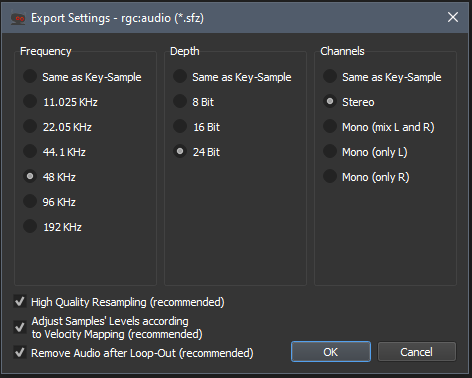 Export Settings - rgc:audio (*.sfz)
Frequency
Same as Key-Sample
11.025 KHz
22.05 KHz
44.1 KHz
48 KHz
96 KHz
192 KHz
Depth
Same as Key-Sample
8 Bit
16 Bit
24 Bit
Channels
Same as Key-Sample
Stereo
Mono (mix L and R)
Mono (only L)
Mono (only R)
High Quality Resampling (recommended)
Adjust Samples' Levels according
to Velocity Mapping (recommended)
Remove Audio after Loop-Out (recommended)
OK
Cancel